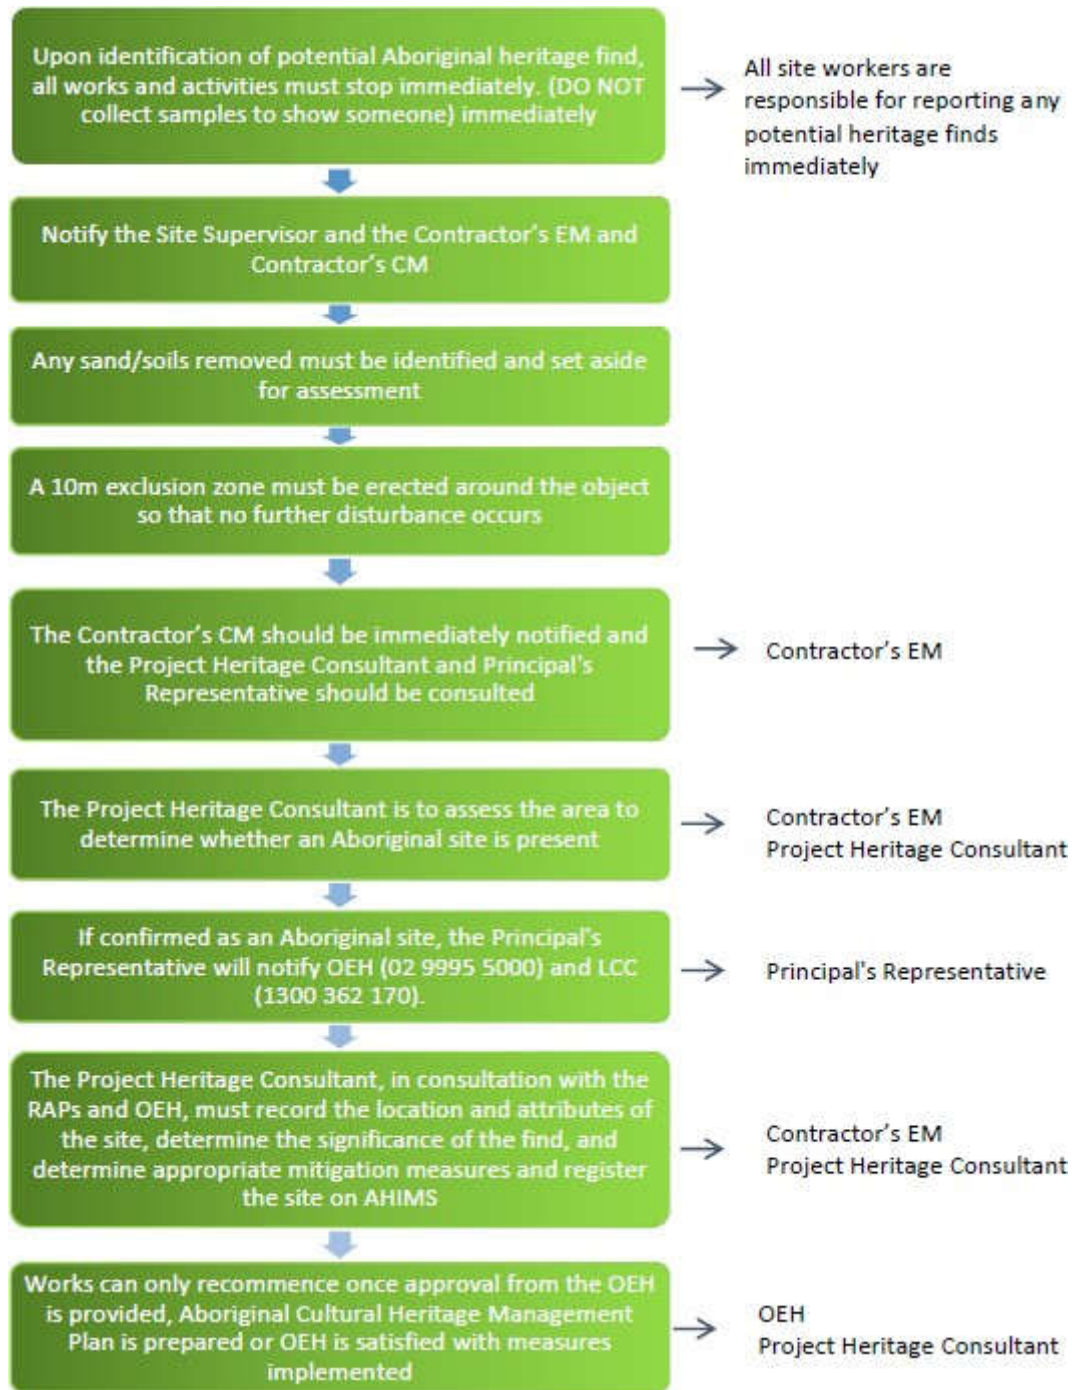 Upon identification of potential Aboriginal heritage find,
all works and activities must stop immediately. (DO NOT
collect samples to show someone) immediately
All site workers are
responsible for reporting any
potential heritage finds
immediately
Notify the Site Supervisor and the Contractor's EM and
Contractor's CM
Any sand/soils removed must be identified and set aside
for assessment
A 10m exclusion zone must be erected around the object
so that no further disturbance occurs
The Contractor's CM should be immediately notified and
the Project Heritage Consultant and Principal's
Representative should be consulted
Contractor's EM
The Project Heritage Consultant is to assess the area to
determine whether an Aboriginal site is present
Contractor's EM
Project Heritage Consultant
If confirmed as an Aboriginal site, the Principal's
Representative will notify OEH (02 9995 5000) and LCC
(1300 362 170).
Principal's Representative
The Project Heritage Consultant, in consultation with the
RAPs and OEH, must record the location and attributes of
the site, determine the significance of the find, and
determine appropriate mitigation measures and register
the site on AHIMS
Contractor's EM
Project Heritage Consultant
Works can only recommence once approval from the OEH
is provided, Aboriginal Cultural Heritage Management
Plan is prepared or OEH is satisfied with measures
implemented
OEH
Project Heritage Consultant